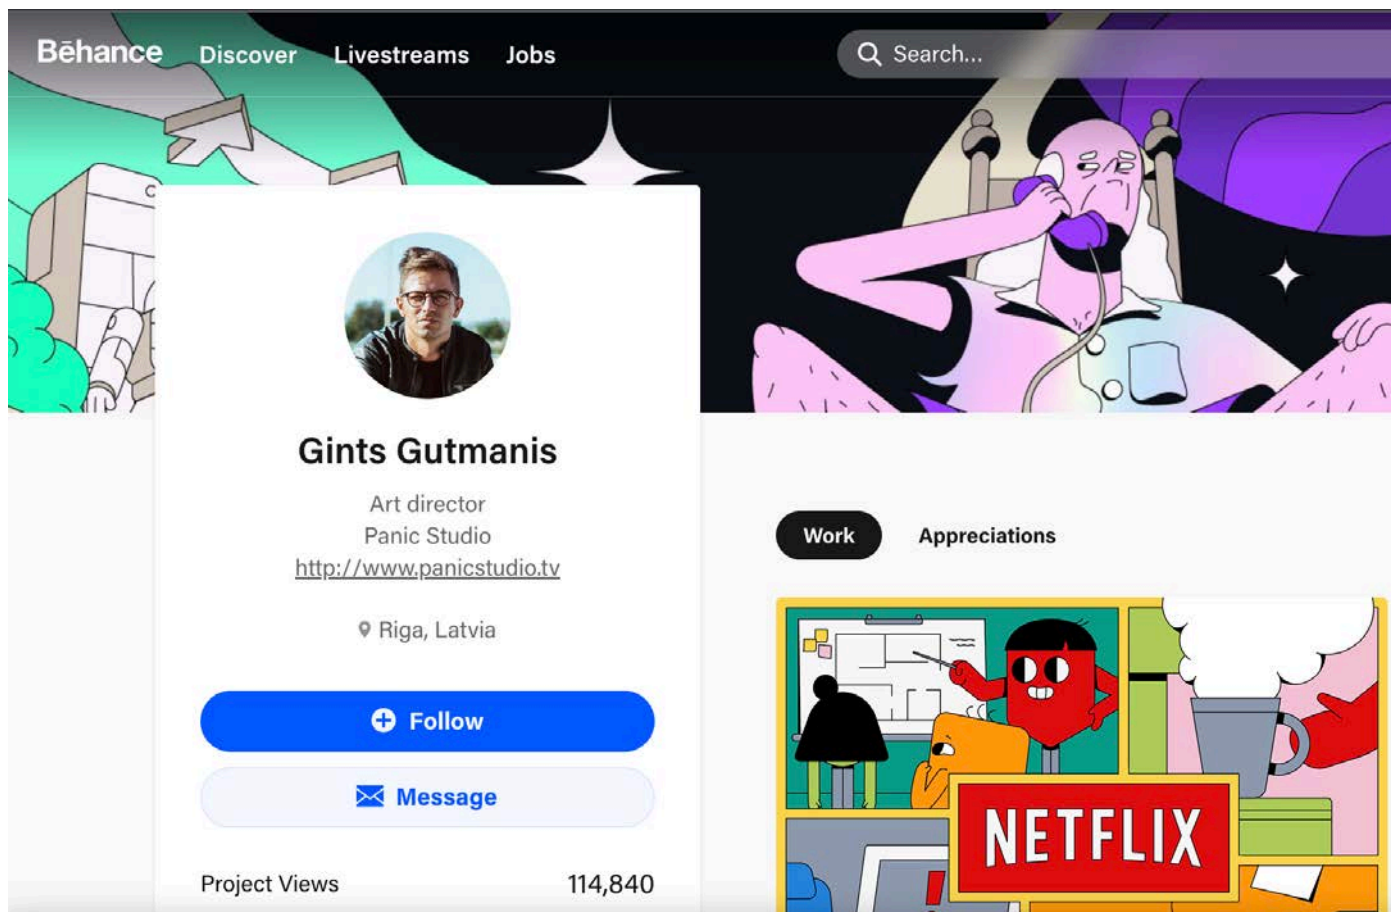 Bēhance Discover Livestreams Jobs Search...
Gints Gutmanis
Art director
Panic Studio
http://www.panicstudio.tv
Riga, Latvia
Follow
Message
Project Views 114,840
Work Appreciations
NETFLIX